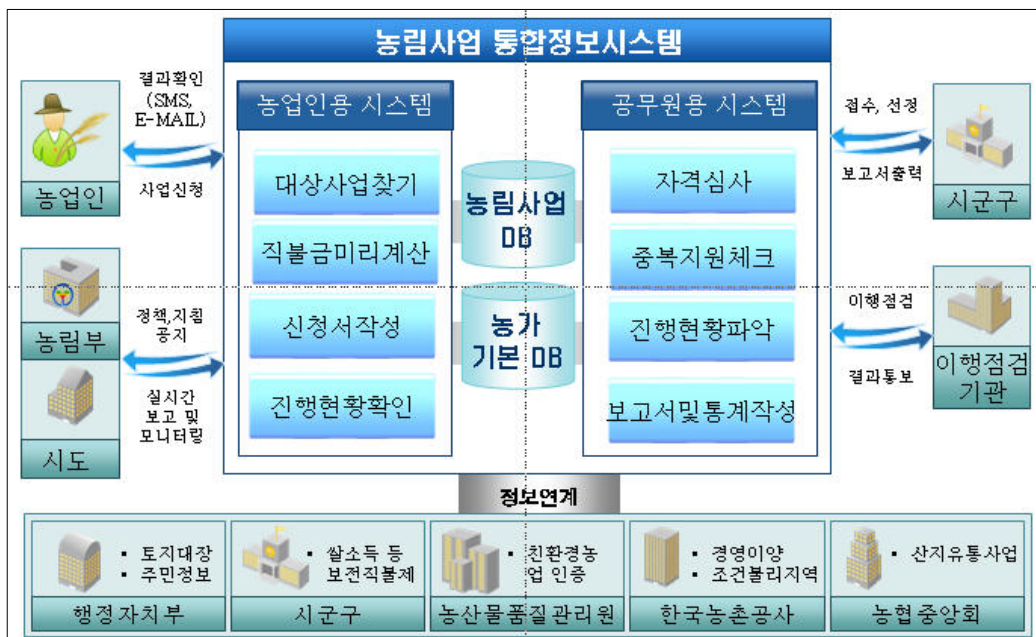 농림사업 통합정보시스템
결과확인
(SMS,
E-MAIL)
사업신청
농업인
정책,지침
공지
실시간
보고 및
모니터링
농림부
시도
농업인용 시스템
대상사업찾기
직불금미리계산
신청서작성
진행현황확인
농림사업
DB
농가
기본 DB
공무원용 시스템
자격심사
중복지원체크
진행현황파악
보고서및통계작성
접수, 선정
보고서출력
시군구
이행점검
결과통보
이행점검
기관
정보연계
▪ 토지대장
▪ 주민정보
행정자치부
▪ 쌀소득 등
보전직불제
시군구
▪ 친환경농
업 인증
농산물품질관리원
▪ 경영이양
▪ 조건불리지역
한국농촌공사
▪ 산지유통사업
농협중앙회